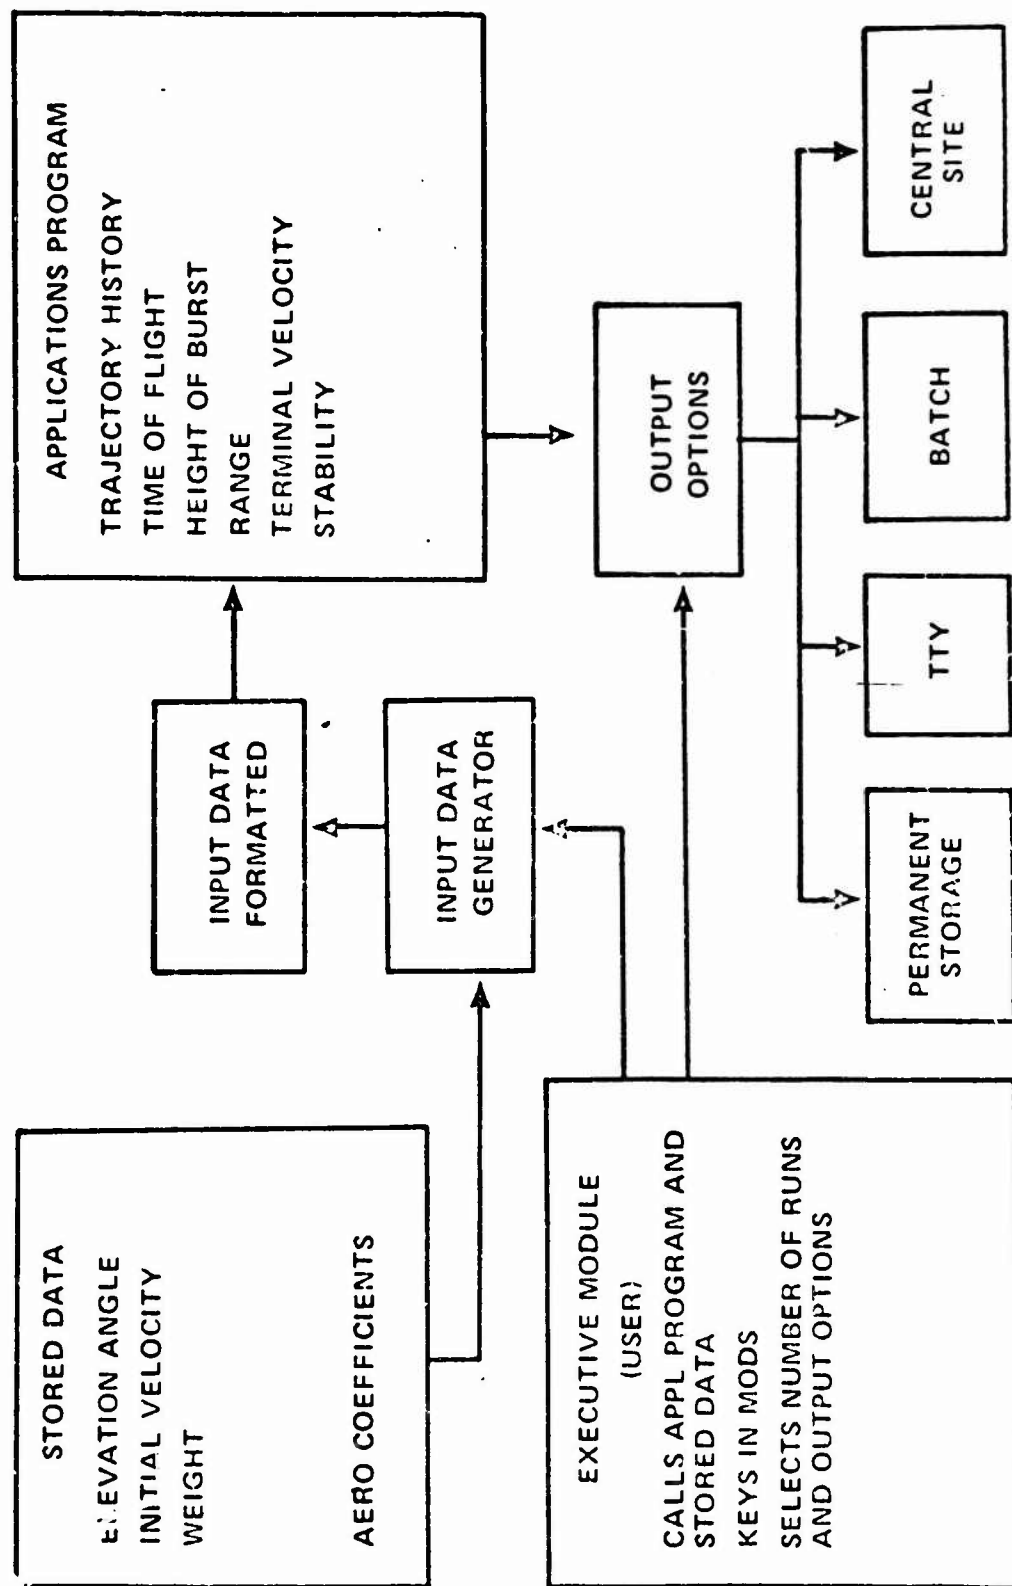 STORED DATA
ELEVATION ANGLE
INITIAL VELOCITY
WEIGHT
AERO COEFFICIENTS
EXECUTIVE MODULE
(USER)
CALLS APPL PROGRAM AND
STORED DATA
KEYS IN MODS
SELECTS NUMBER OF RUNS
AND OUTPUT OPTIONS
INPUT DATA
FORMATTED
INPUT DATA
GENERATOR
APPLICATIONS PROGRAM
TRAJECTORY HISTORY
TIME OF FLIGHT
HEIGHT OF BURST
RANGE
TERMINAL VELOCITY
STABILITY
OUTPUT
OPTIONS
PERMANENT
STORAGE
TTY
BATCH
CENTRAL
SITE